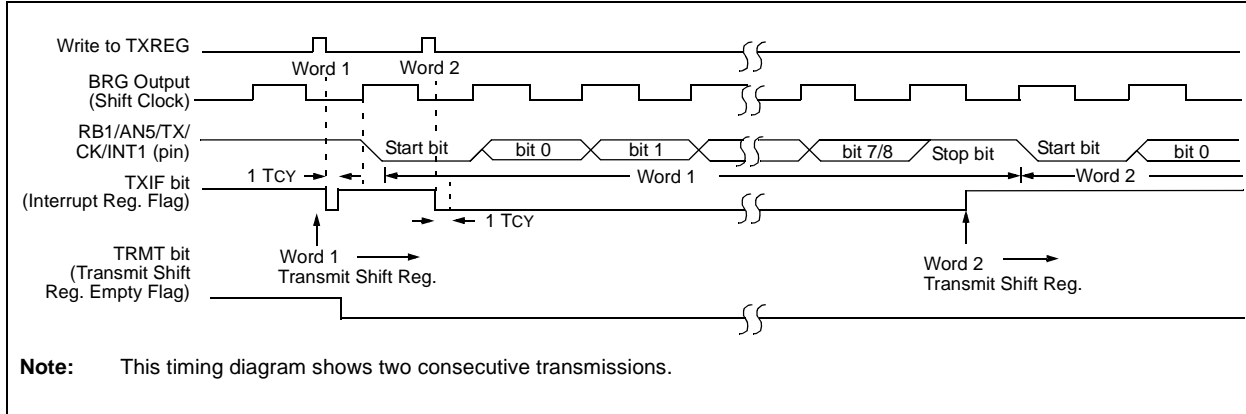 Write to TXREG
Word 1 Word 2
BRG Output
(Shift Clock)
RB1/AN5/TX/
CK/INT1 (pin)
Start bit bit 0 bit 1 bit 7/8 Stop bit Start bit bit 0
1 TCY Word 1 Word 2
TXIF bit
(Interrupt Reg. Flag)
1 TCY
Word 1
Transmit Shift Reg.
Word 2
Transmit Shift Reg.
TRMT bit
(Transmit Shift
Reg. Empty Flag)
Note: This timing diagram shows two consecutive transmissions.